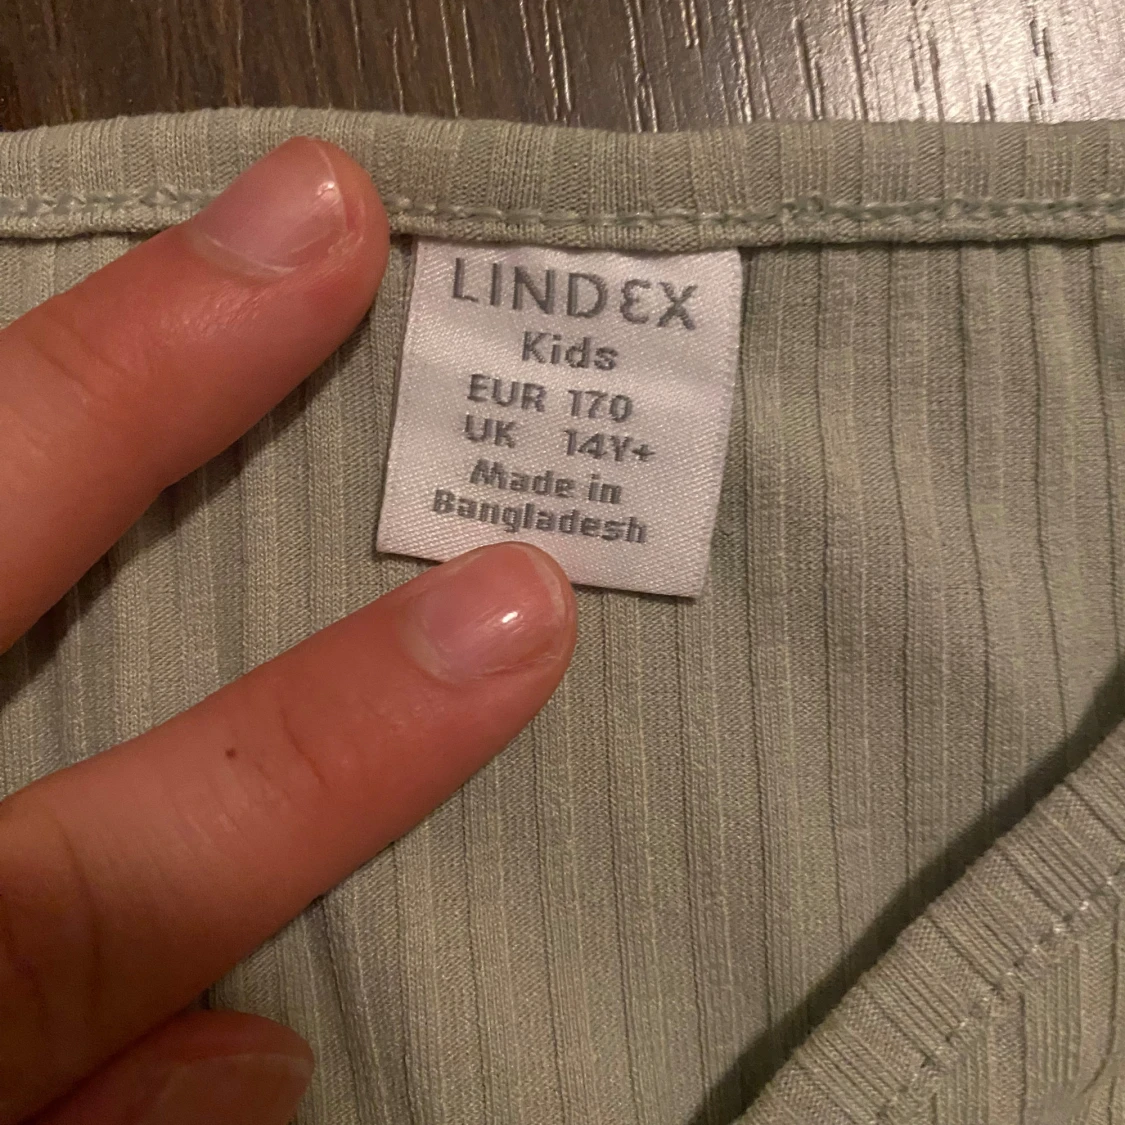 LINDEX
Kids
EUR 170
UK 14Y+
Made in
Bangladesh